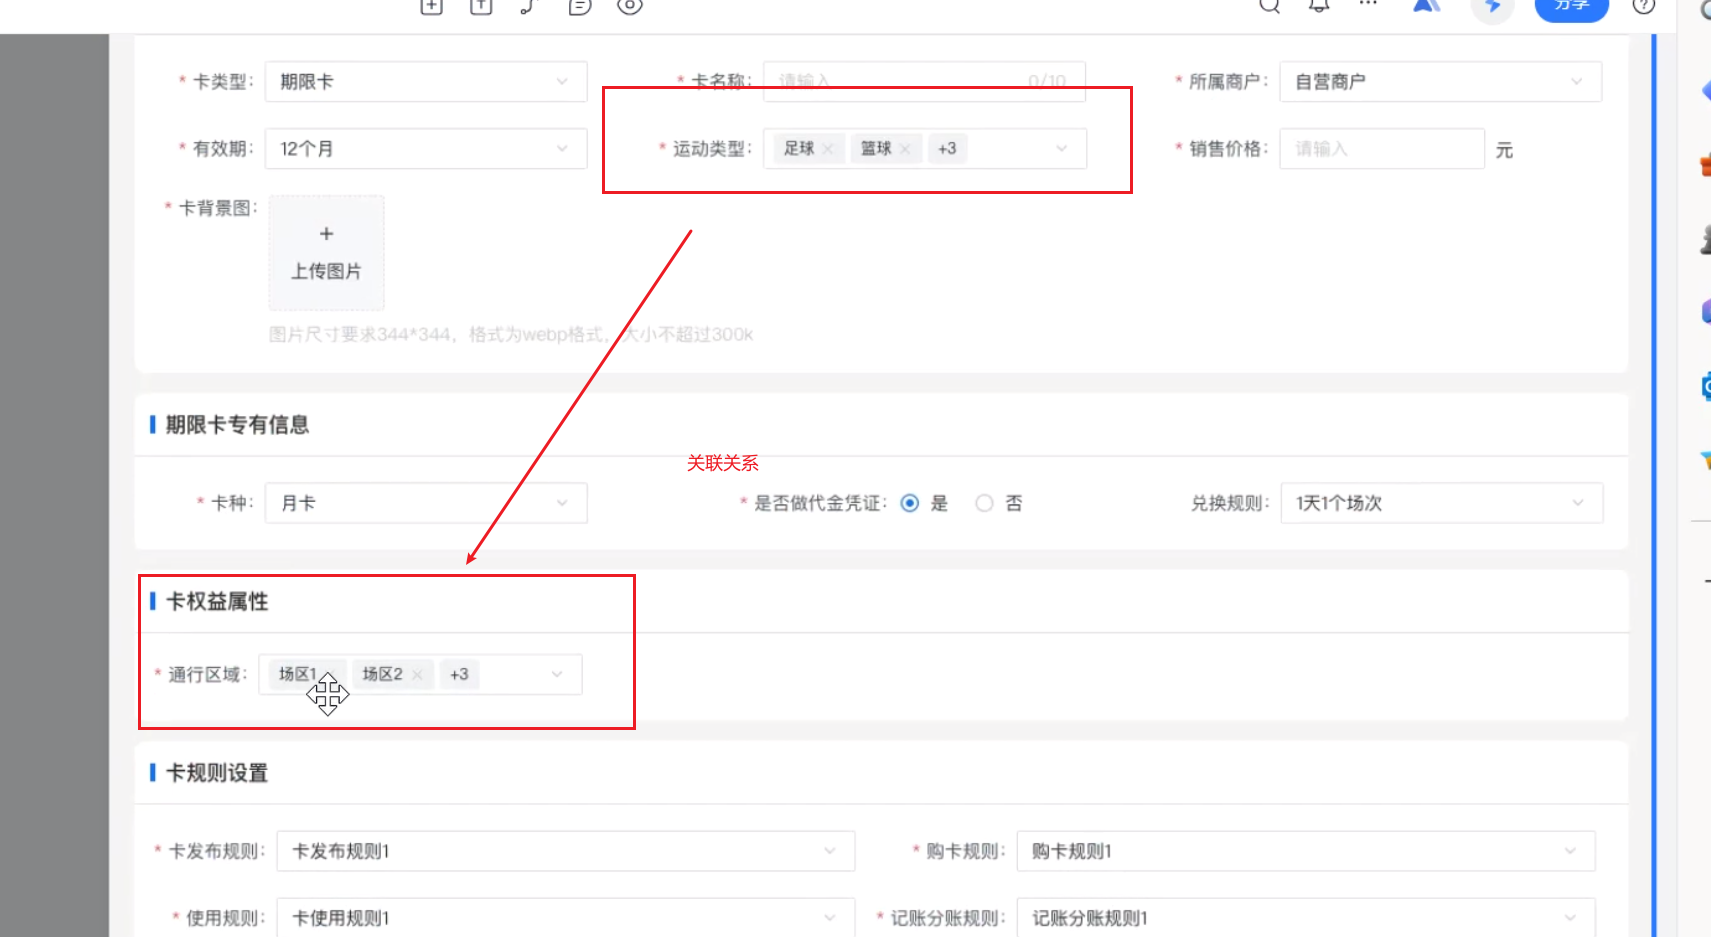 分享
* 卡类型： 期限卡 * 卡名称： 请输入 0/10 * 所属商户： 自营商户
* 有效期： 12个月 * 运动类型： 足球 × 篮球 × +3 * 销售价格： 请输入 元
* 卡背景图：
+
上传图片
图片尺寸要求344*344，格式为webp格式，大小不超过300k
期限卡专有信息
关联关系
* 卡种： 月卡 * 是否做代金凭证： 是 否 兑换规则： 1天1个场次
卡权益属性
* 通行区域： 场区1 场区2 × +3
卡规则设置
* 卡发布规则： 卡发布规则1 * 购卡规则： 购卡规则1
* 使用规则： 卡使用规则1 * 记账分账规则： 记账分账规则1